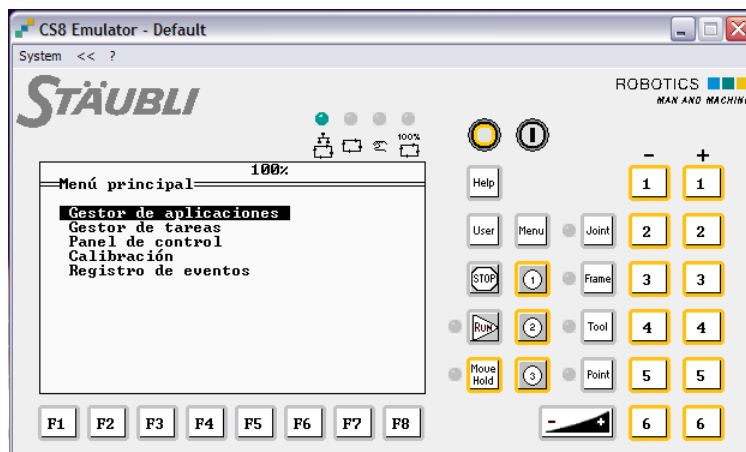 CS8 Emulator - Default
System << ?
STÄUBLI
ROBOTICS
MAN AND MACHINE
100%
100%
Menú principal
Gestor de aplicaciones
Gestor de tareas
Panel de control
Calibración
Registro de eventos
Help
- +
1 1
User Menu Joint 2 2
STOP 1 Frame 3 3
RUN 2 Tool 4 4
Move Hold 3 Point 5 5
- + 6 6
F1 F2 F3 F4 F5 F6 F7 F8